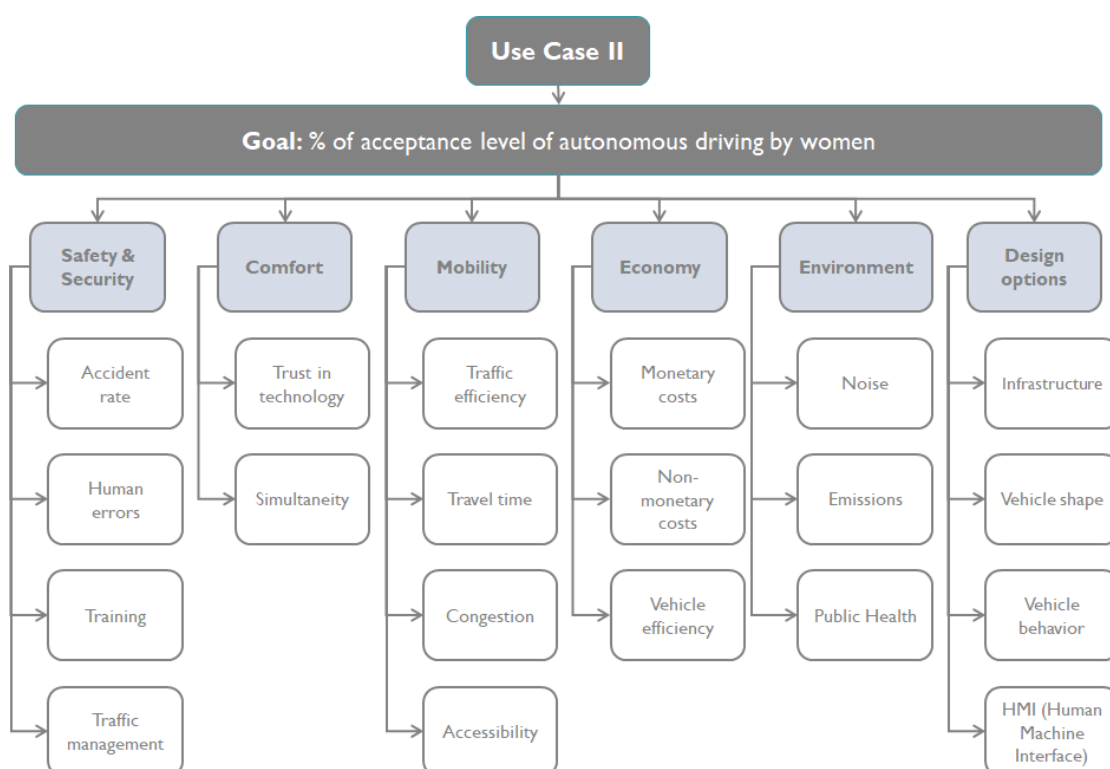 Use Case II
Goal: % of acceptance level of autonomous driving by women
Safety &
Security
Comfort
Mobility
Economy
Environment
Design
options
Accident
rate
Trust in
technology
Traffic
efficiency
Monetary
costs
Noise
Infrastructure
Human
errors
Simultaneity
Travel time
Non-
monetary
costs
Emissions
Vehicle shape
Training
Congestion
Vehicle
efficiency
Public Health
Vehicle
behavior
Traffic
management
Accessibility
HMI (Human
Machine
Interface)